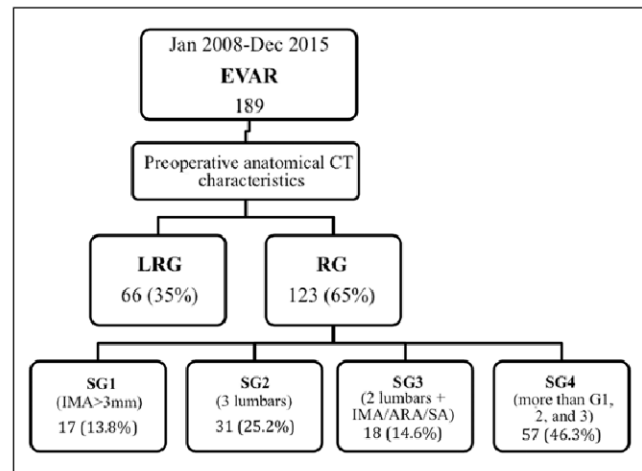 Jan 2008-Dec 2015
EVAR
189
Preoperative anatomical CT
characteristics
LRG
66 (35%)
RG
123 (65%)
SG1
(IMA>3mm)
17 (13.8%)
SG2
(3 lumbars)
31 (25.2%)
SG3
(2 lumbars +
IMA/ARA/SA)
18 (14.6%)
SG4
(more than G1,
2, and 3)
57 (46.3%)